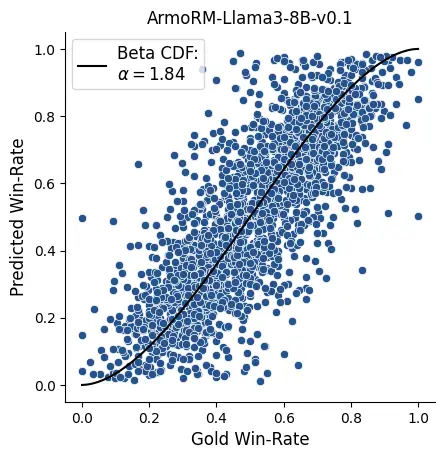 ArmoRM-Llama3-8B-v0.1
Beta CDF:
α = 1.84
Predicted Win-Rate
1.0
0.8
0.6
0.4
0.2
0.0
0.0 0.2 0.4 0.6 0.8 1.0
Gold Win-Rate